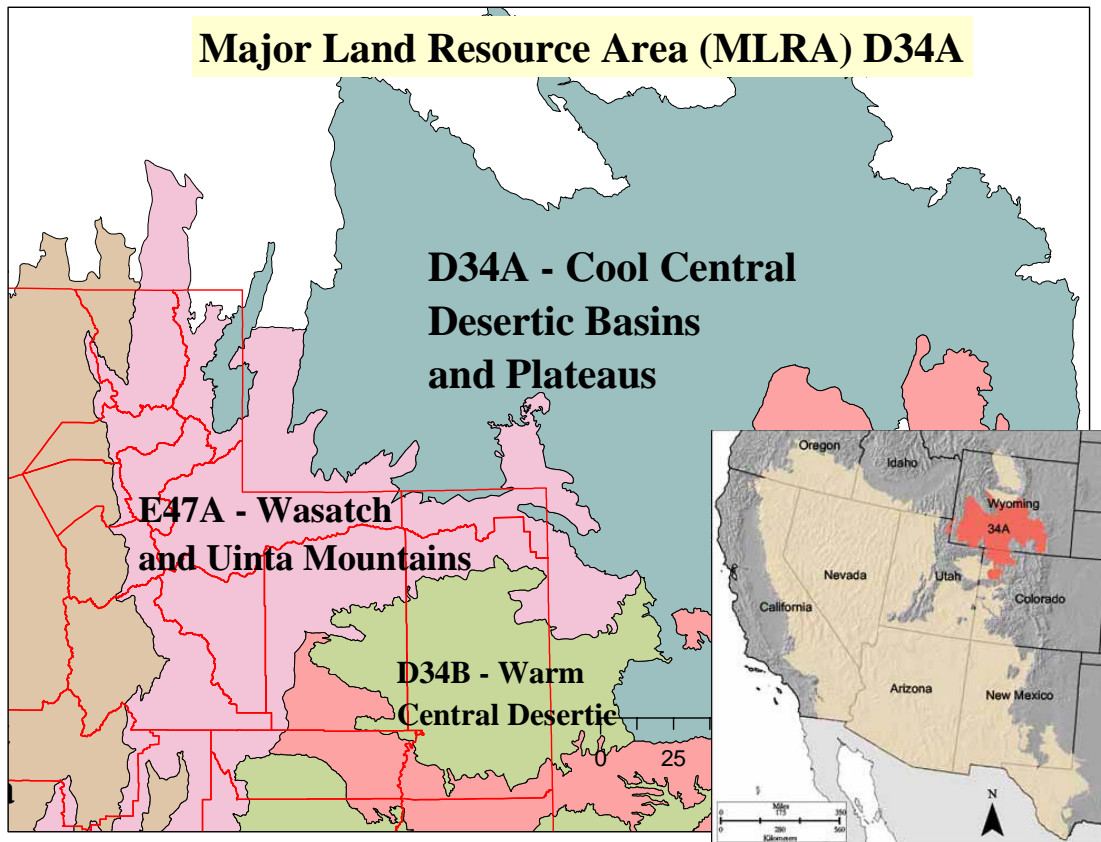 Major Land Resource Area (MLRA) D34A
D34A - Cool Central
Desertic Basins
and Plateaus
E47A - Wasatch
and Uinta Mountains
D34B - Warm
Central Desertic
0 25
Oregon
Idaho
Wyoming
34A
Nevada
Utah
Colorado
California
Arizona
New Mexico
N
Miles
0 175 350
0 280 560
Kilometers